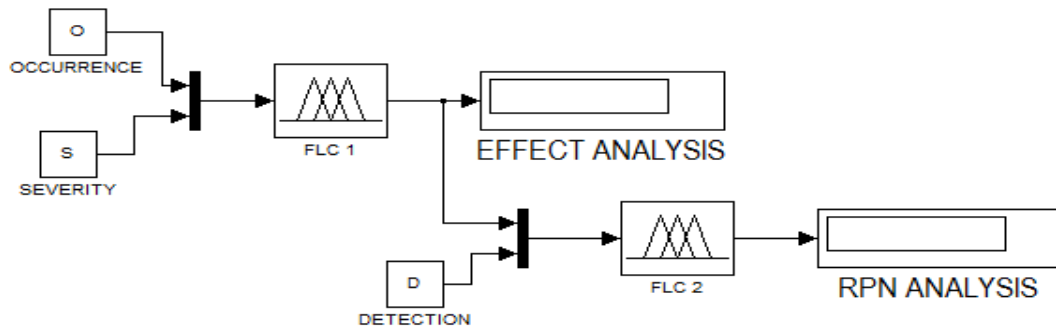 O
OCCURRENCE
S
SEVERITY
FLC 1
EFFECT ANALYSIS
D
DETECTION
FLC 2
RPN ANALYSIS